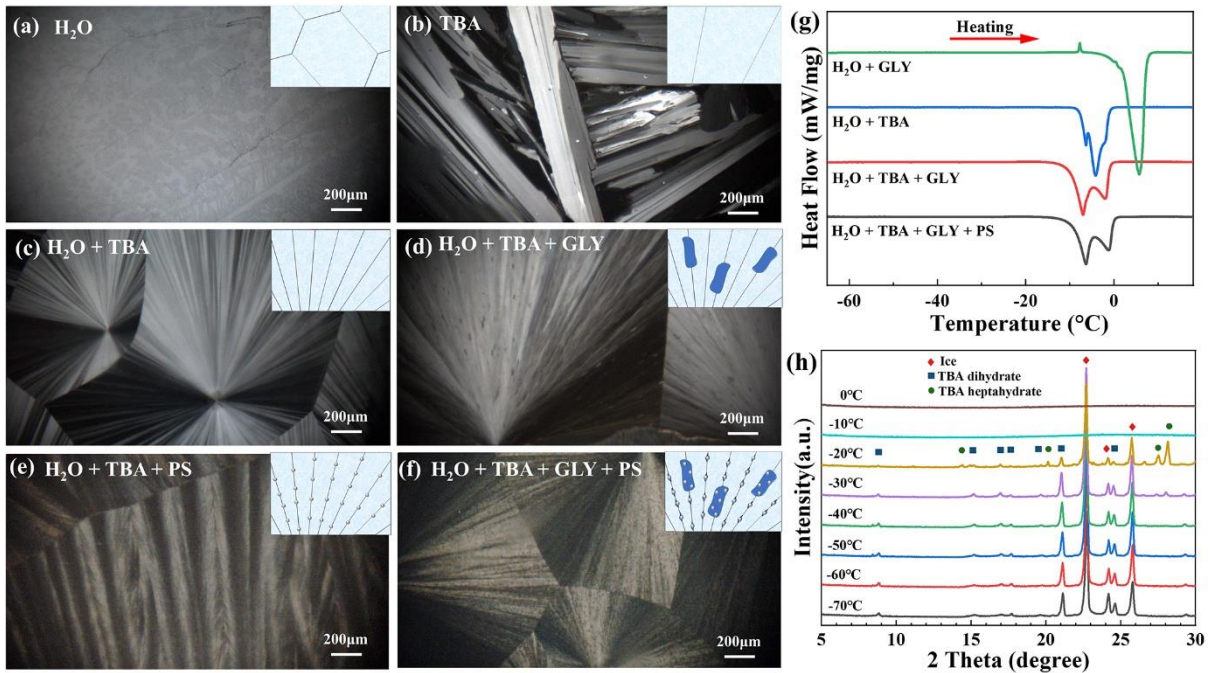 (a) H₂O
200μm
(b) TBA
200μm
(c) H₂O + TBA
200μm
(d) H₂O + TBA + GLY
200μm
(e) H₂O + TBA + PS
200μm
(f) H₂O + TBA + GLY + PS
200μm
(g)
Heating
H₂O + GLY
H₂O + TBA
H₂O + TBA + GLY
H₂O + TBA + GLY + PS
Heat Flow (mW/mg)
-60
-40
-20
0
Temperature (°C)
(h)
Ice
TBA dihydrate
TBA heptahydrate
0°C
-10°C
-20°C
-30°C
-40°C
-50°C
-60°C
-70°C
Intensity(a.u.)
5
10
15
20
25
30
2 Theta (degree)